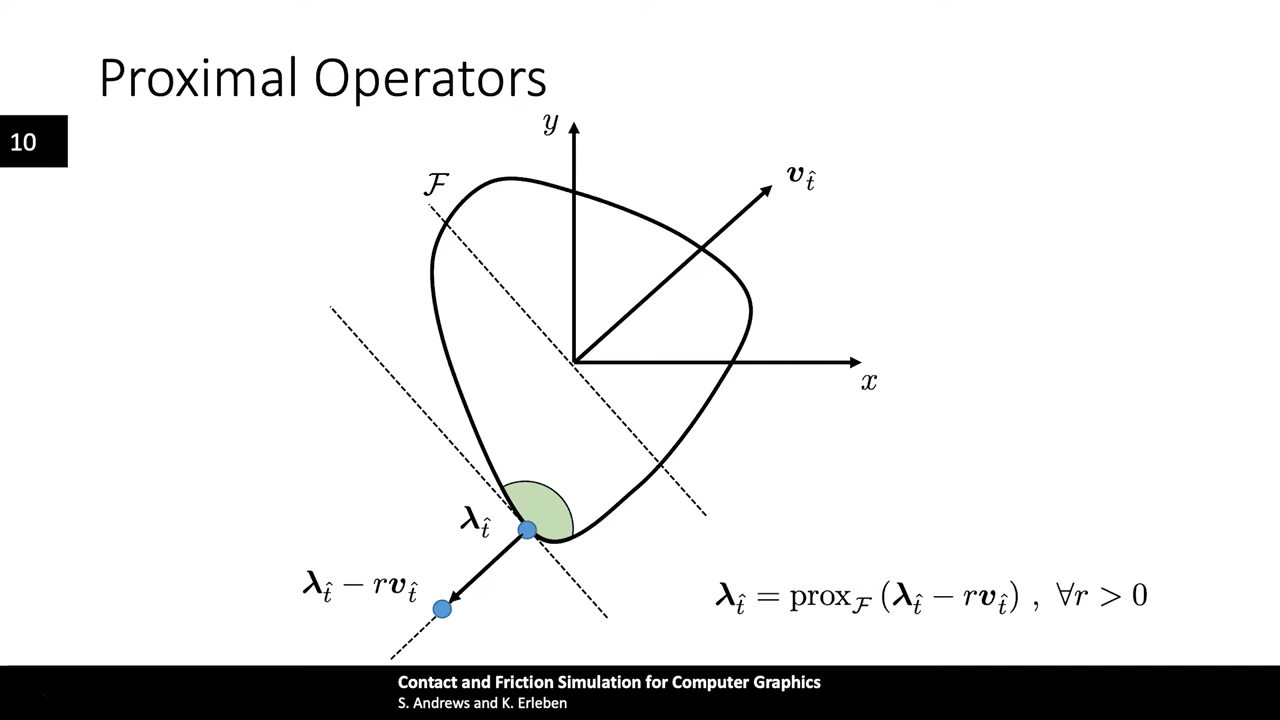 Proximal Operators
10
y
𝓕
𝒗_t̂
x
𝝀_t̂
𝝀_t̂ − r𝒗_t̂
𝝀_t̂ = prox_𝓕 (𝝀_t̂ − r𝒗_t̂) , ∀r > 0
Contact and Friction Simulation for Computer Graphics
S. Andrews and K. Erleben